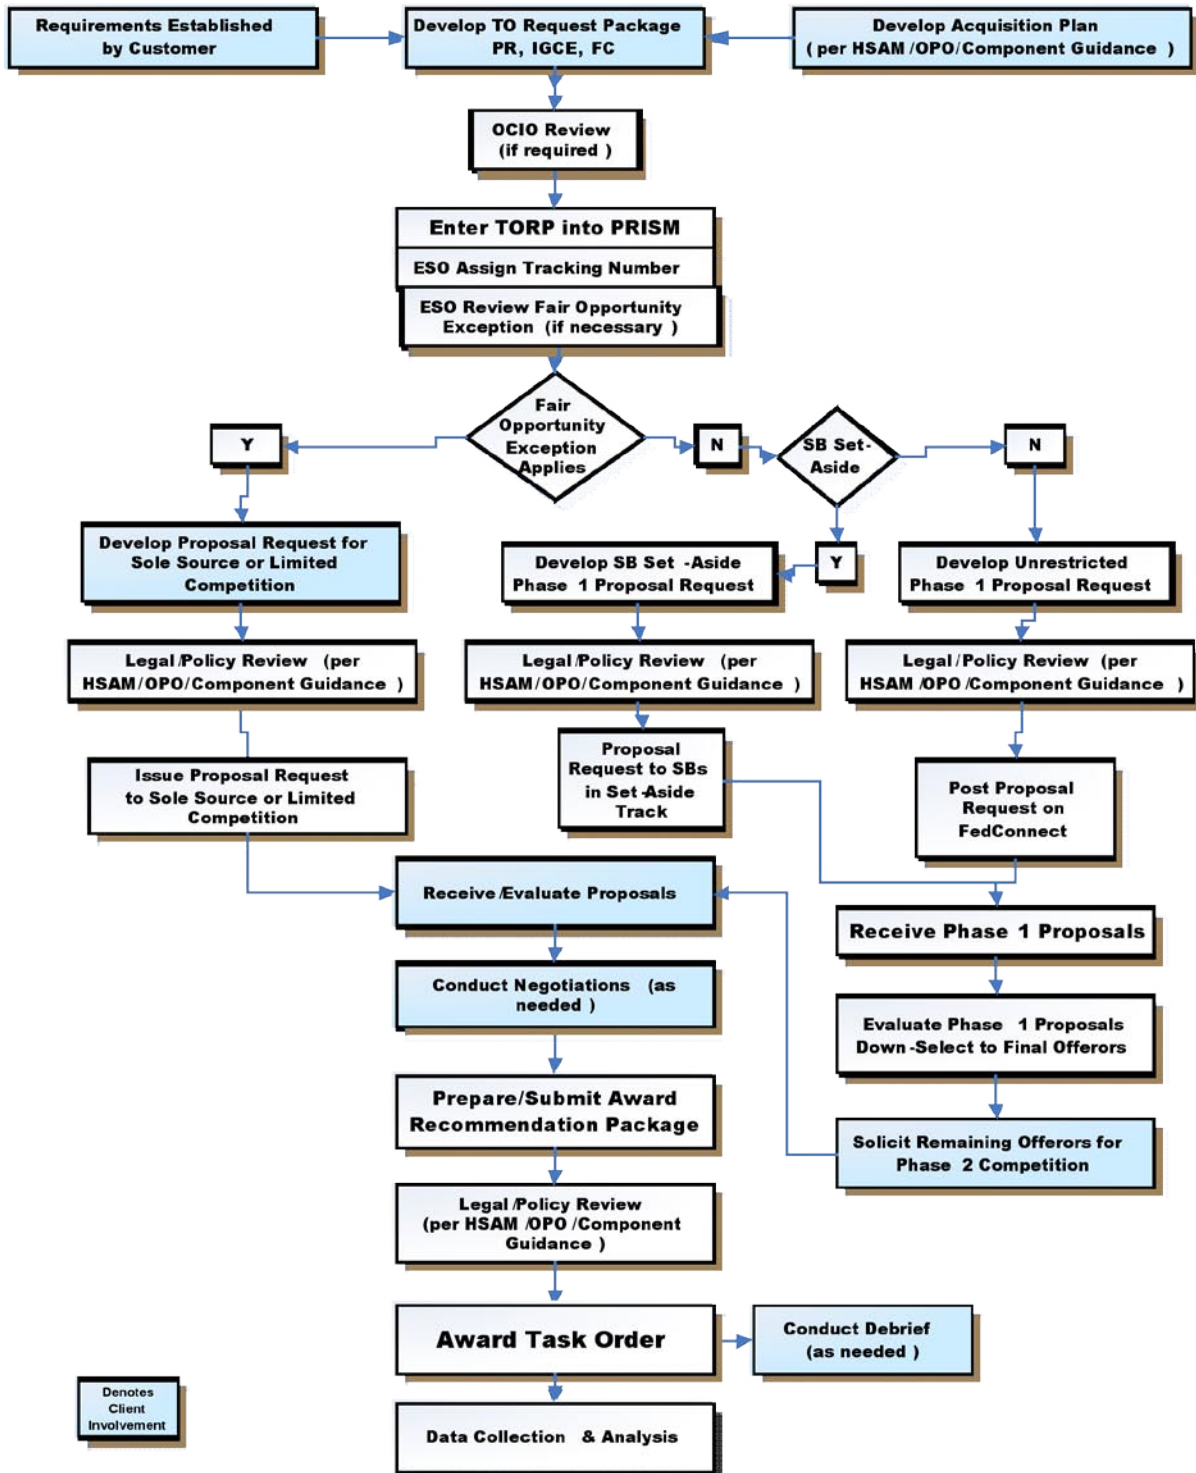 Requirements Established
by Customer
Develop TO Request Package
PR, IGCE, FC
Develop Acquisition Plan
( per HSAM /OPO/Component Guidance )
OCIO Review
(if required )
Enter TORP into PRISM
ESO Assign Tracking Number
ESO Review Fair Opportunity
Exception (if necessary )
Fair
Opportunity
Exception
Applies
Y
N
SB Set-
Aside
N
Y
Develop Proposal Request for
Sole Source or Limited
Competition
Develop SB Set -Aside
Phase 1 Proposal Request
Develop Unrestricted
Phase 1 Proposal Request
Legal /Policy Review (per
HSAM/OPO/Component Guidance )
Legal/Policy Review (per
HSAM/OPO/Component Guidance )
Legal /Policy Review (per
HSAM /OPO /Component Guidance )
Issue Proposal Request
to Sole Source or Limited
Competition
Proposal
Request to SBs
in Set-Aside
Track
Post Proposal
Request on
FedConnect
Receive /Evaluate Proposals
Receive Phase 1 Proposals
Conduct Negotiations (as
needed )
Evaluate Phase 1 Proposals
Down -Select to Final Offerors
Prepare/Submit Award
Recommendation Package
Solicit Remaining Offerors for
Phase 2 Competition
Legal /Policy Review
(per HSAM /OPO /Component
Guidance )
Award Task Order
Conduct Debrief
(as needed )
Denotes
Client
Involvement
Data Collection & Analysis